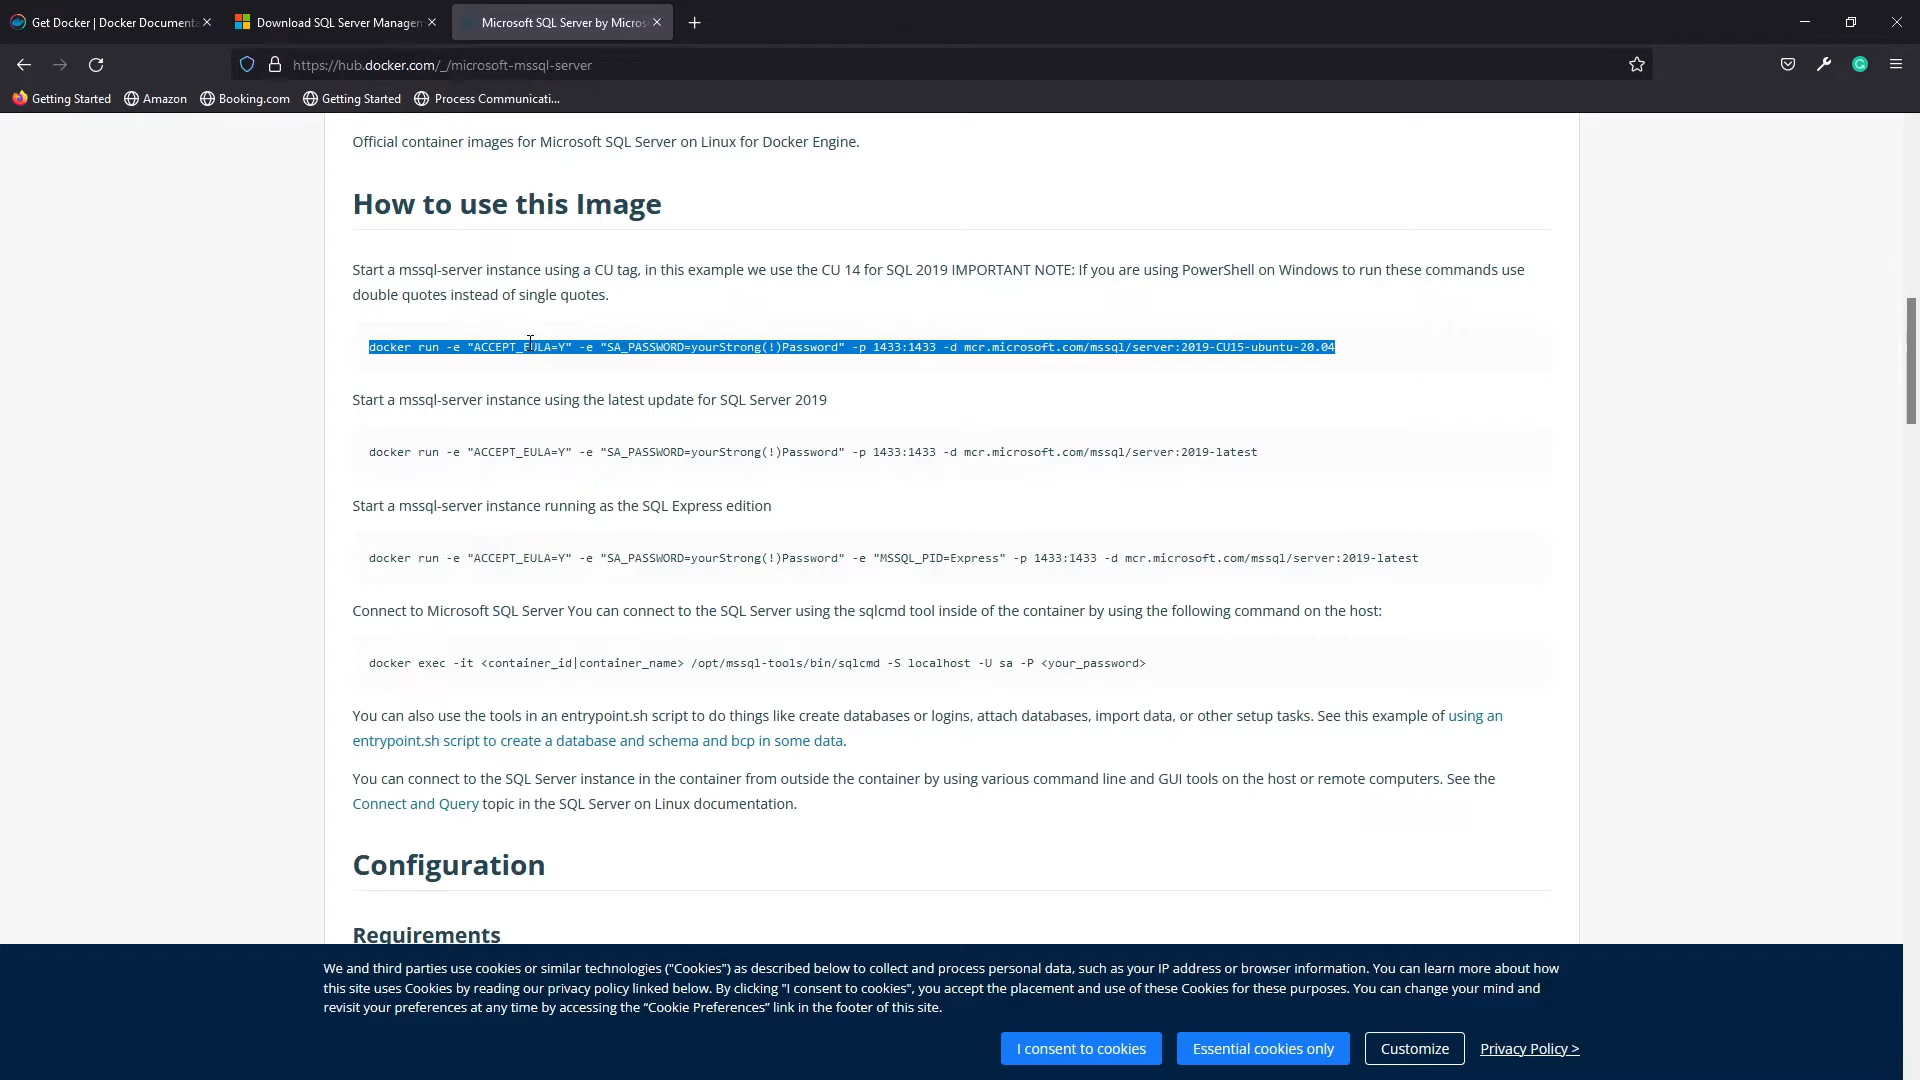 Get Docker | Docker Documenta
Download SQL Server Managem
Microsoft SQL Server by Micros
https://hub.docker.com/_/microsoft-mssql-server
Getting Started
Amazon
Booking.com
Getting Started
Process Communicati...
Official container images for Microsoft SQL Server on Linux for Docker Engine.
How to use this Image
Start a mssql-server instance using a CU tag, in this example we use the CU 14 for SQL 2019 IMPORTANT NOTE: If you are using PowerShell on Windows to run these commands use
double quotes instead of single quotes.
docker run -e "ACCEPT_EULA=Y" -e "SA_PASSWORD=yourStrong(!)Password" -p 1433:1433 -d mcr.microsoft.com/mssql/server:2019-CU15-ubuntu-20.04
Start a mssql-server instance using the latest update for SQL Server 2019
docker run -e "ACCEPT_EULA=Y" -e "SA_PASSWORD=yourStrong(!)Password" -p 1433:1433 -d mcr.microsoft.com/mssql/server:2019-latest
Start a mssql-server instance running as the SQL Express edition
docker run -e "ACCEPT_EULA=Y" -e "SA_PASSWORD=yourStrong(!)Password" -e "MSSQL_PID=Express" -p 1433:1433 -d mcr.microsoft.com/mssql/server:2019-latest
Connect to Microsoft SQL Server You can connect to the SQL Server using the sqlcmd tool inside of the container by using the following command on the host:
docker exec -it <container_id|container_name> /opt/mssql-tools/bin/sqlcmd -S localhost -U sa -P <your_password>
You can also use the tools in an entrypoint.sh script to do things like create databases or logins, attach databases, import data, or other setup tasks. See this example of using an
entrypoint.sh script to create a database and schema and bcp in some data.
You can connect to the SQL Server instance in the container from outside the container by using various command line and GUI tools on the host or remote computers. See the
Connect and Query topic in the SQL Server on Linux documentation.
Configuration
Requirements
We and third parties use cookies or similar technologies ("Cookies") as described below to collect and process personal data, such as your IP address or browser information. You can learn more about how
this site uses Cookies by reading our privacy policy linked below. By clicking "I consent to cookies", you accept the placement and use of these Cookies for these purposes. You can change your mind and
revisit your preferences at any time by accessing the “Cookie Preferences” link in the footer of this site.
I consent to cookies
Essential cookies only
Customize
Privacy Policy >